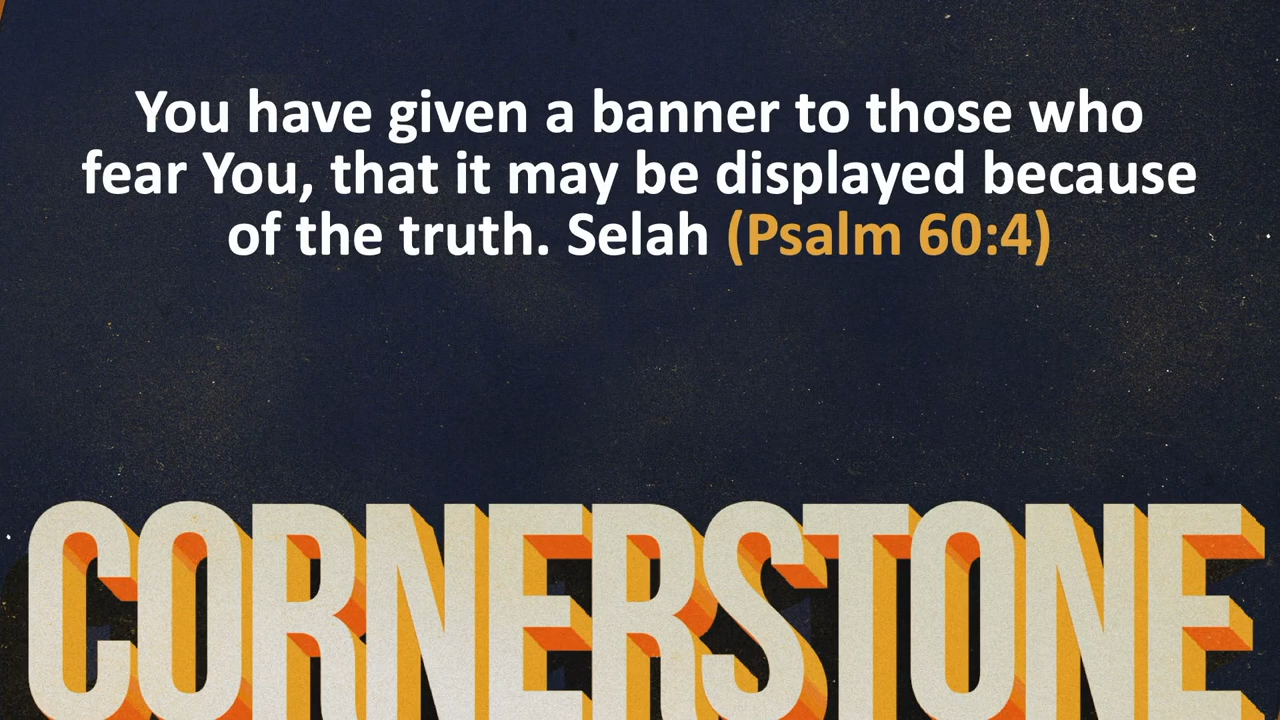 You have given a banner to those who
fear You, that it may be displayed because
of the truth. Selah (Psalm 60:4)
CORNERSTONE